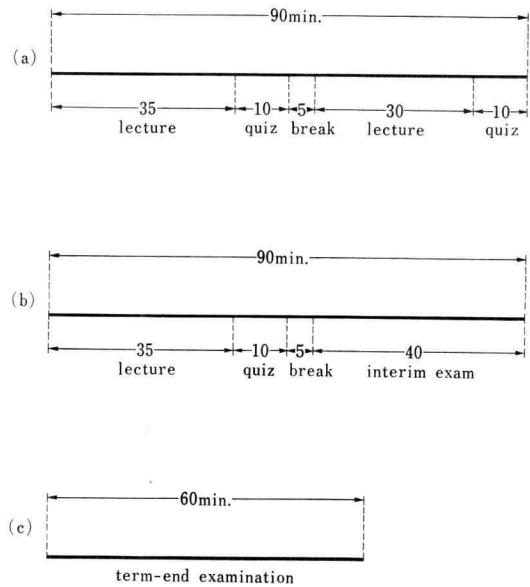 90min.
(a)
35 10 5 30 10
lecture quiz break lecture quiz
90min.
(b)
35 10 5 40
lecture quiz break interim exam
60min.
(c)
term-end examination